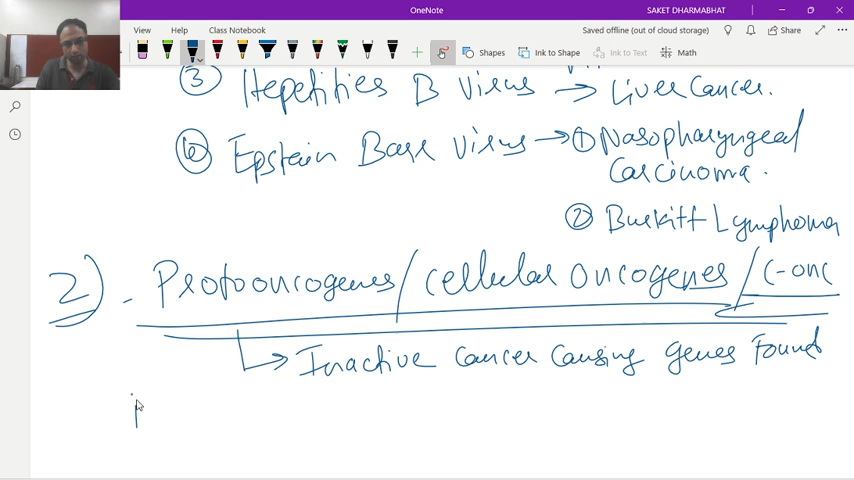 OneNote
SAKET DHARMABHAT
View Help Class Notebook
Saved offline (out of cloud storage)
Share
Shapes
Ink to Shape
Ink to Text
Math
③ Hepetities B Virus → Liver Cancer.
④ Epstein Barr Virus → ① Nasopharyngeal
Carcinoma.
② Burkitt Lymphoma
2) - Protooncogenes / cellular oncogenes / c-onc
↳ Inactive cancer causing genes found